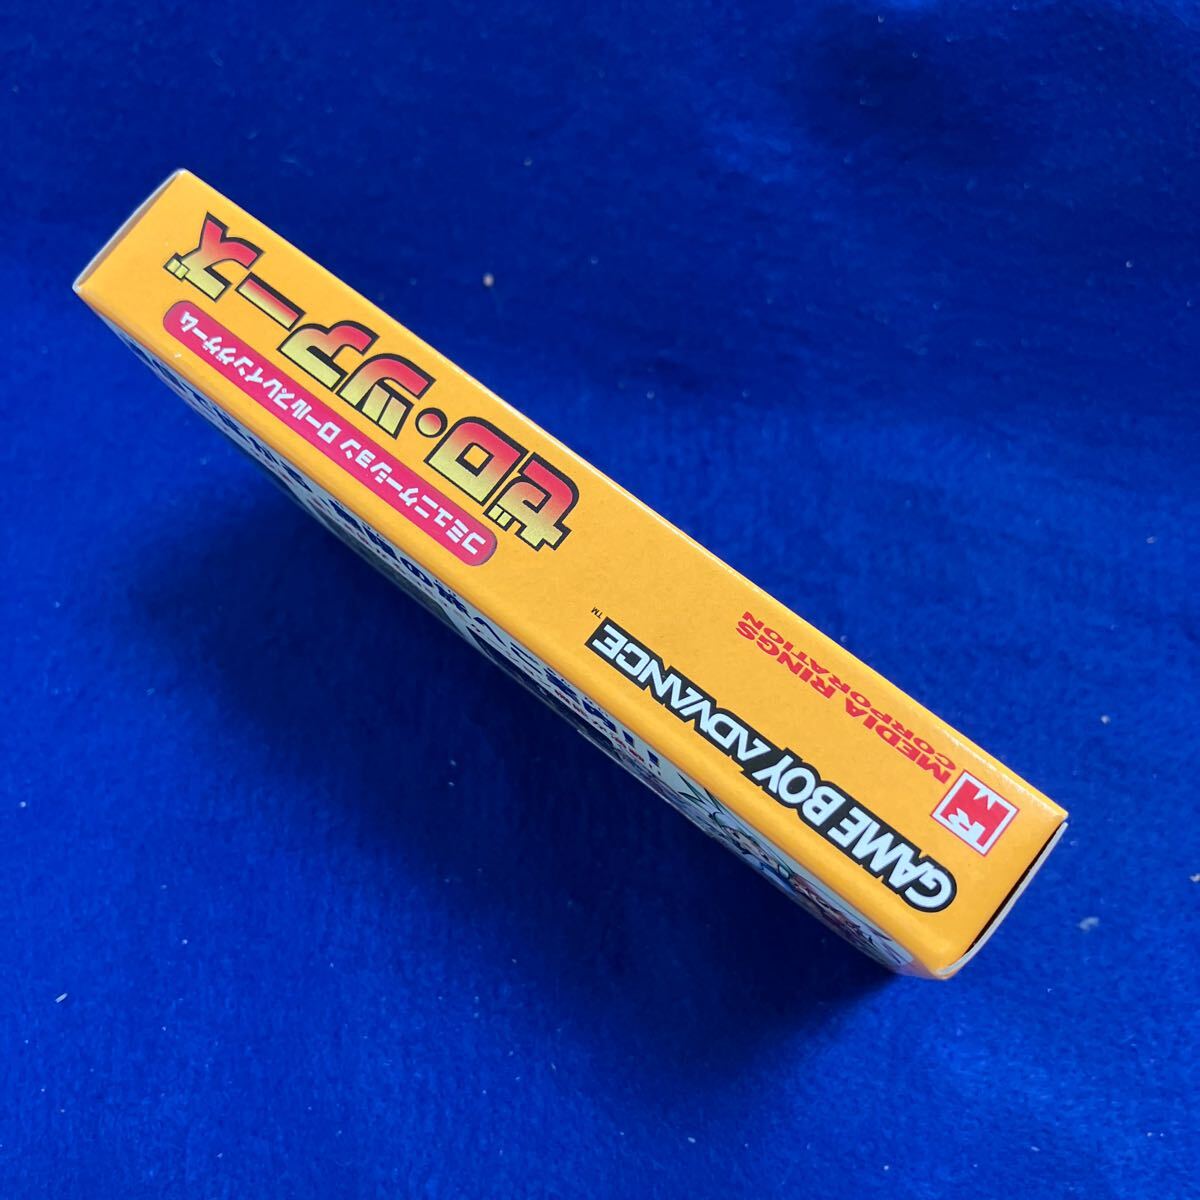 GAME BOY ADVANCE™
MEDIA RINGS
CORPORATION
ゼロ・ツアーズ
コミュニケーション ロールプレイングゲーム